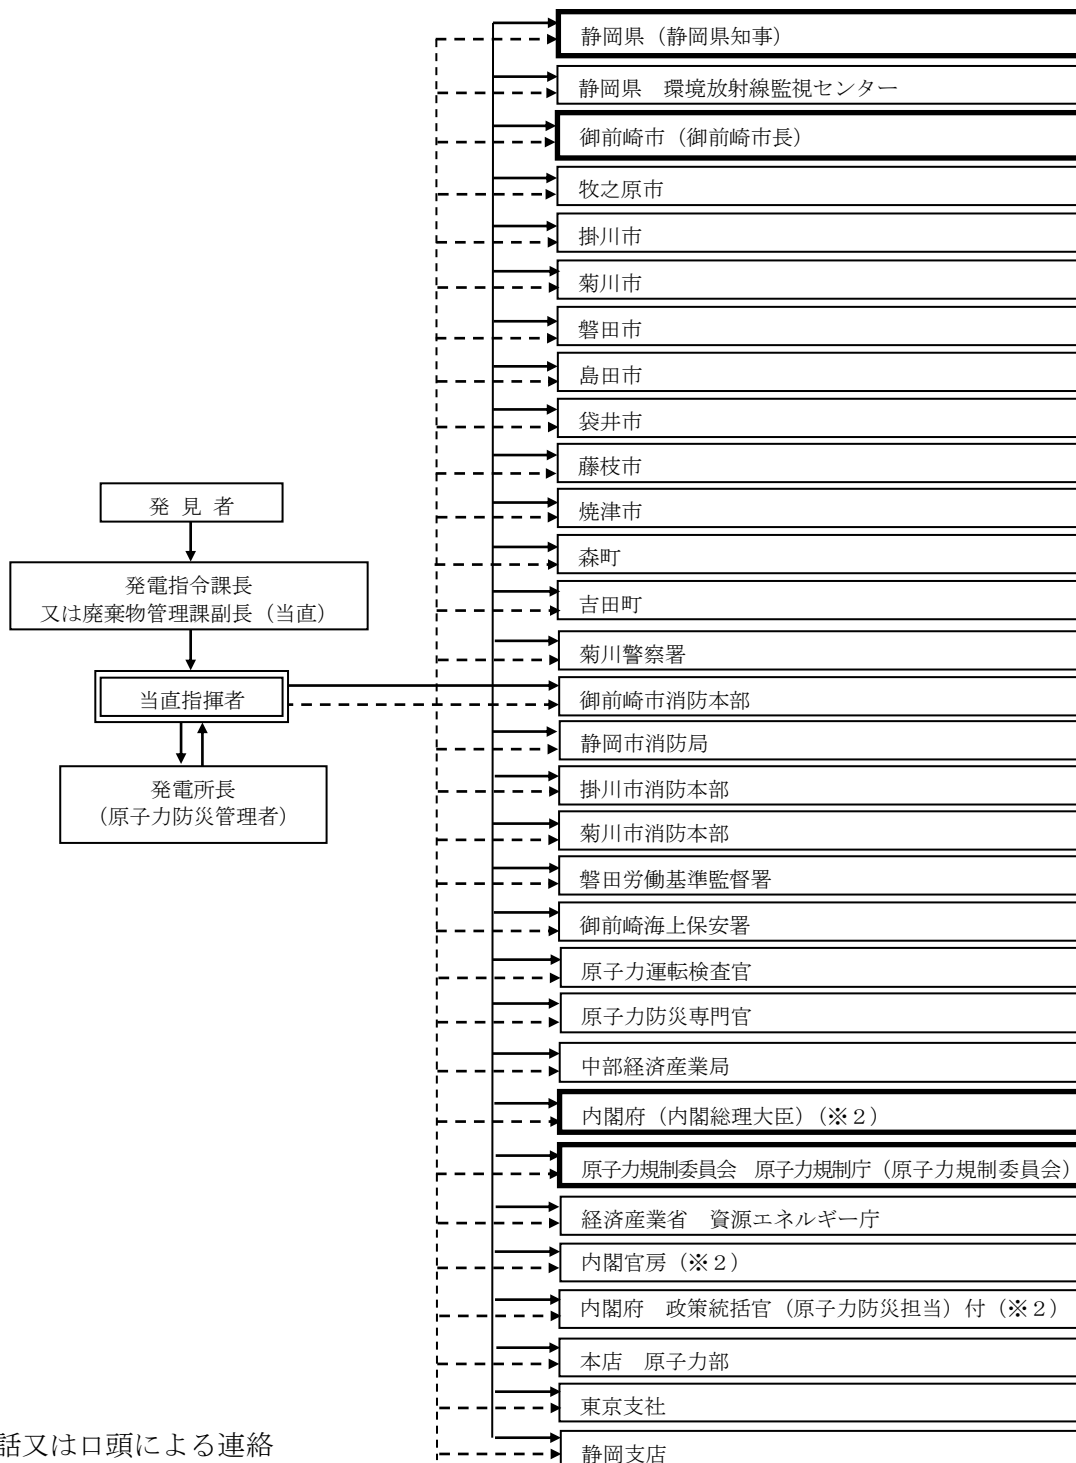 静岡県（静岡県知事）
静岡県　環境放射線監視センター
御前崎市（御前崎市長）
牧之原市
掛川市
菊川市
磐田市
島田市
袋井市
藤枝市
焼津市
森町
吉田町
菊川警察署
御前崎市消防本部
静岡市消防局
掛川市消防本部
菊川市消防本部
磐田労働基準監督署
御前崎海上保安署
原子力運転検査官
原子力防災専門官
中部経済産業局
内閣府（内閣総理大臣）（※２）
原子力規制委員会　原子力規制庁（原子力規制委員会）
経済産業省　資源エネルギー庁
内閣官房（※２）
内閣府　政策統括官（原子力防災担当）付（※２）
本店　原子力部
東京支社
静岡支店
発 見 者
発電指令課長
又は廃棄物管理課副長（当直）
当直指揮者
発電所長
（原子力防災管理者）
話又は口頭による連絡